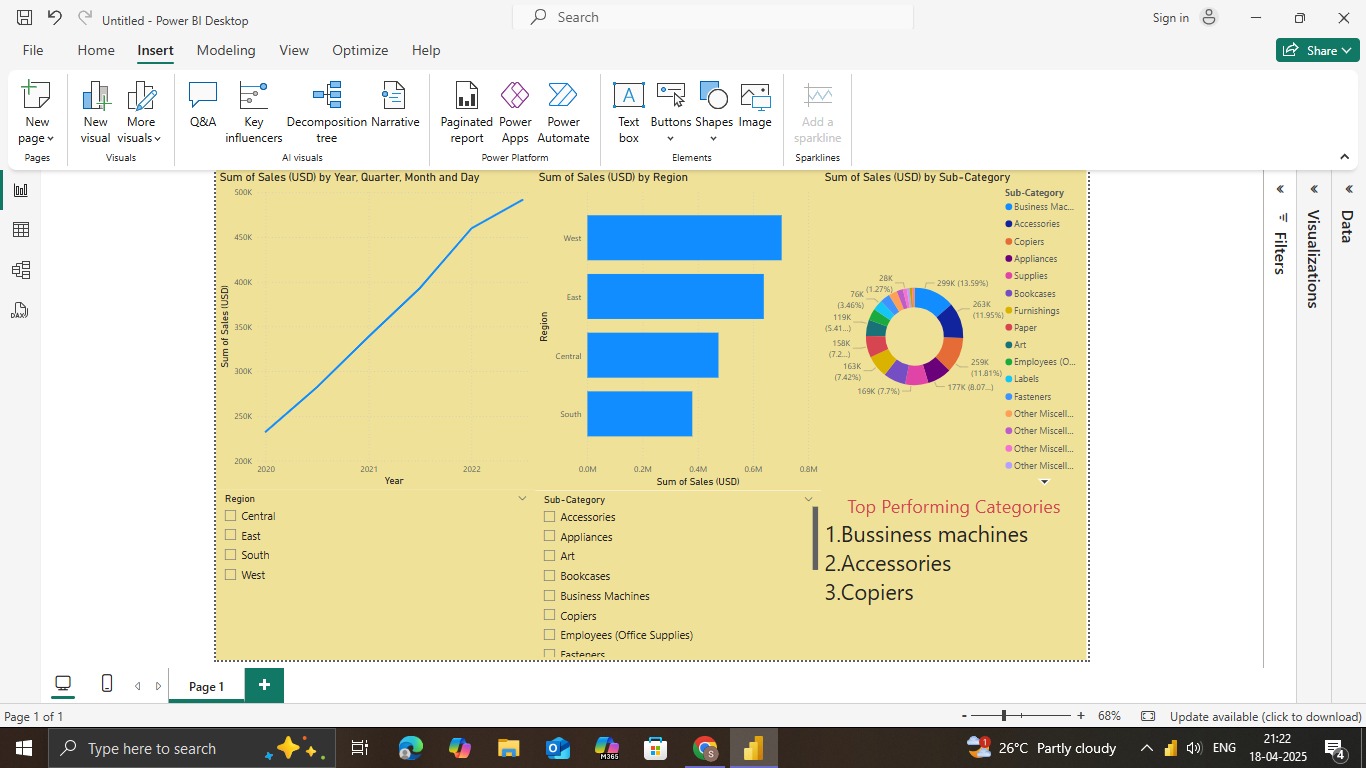 Untitled - Power BI Desktop
Search
Sign in
File Home Insert Modeling View Optimize Help
Share
New page
New visual
More visuals
Q&A
Key influencers
Decomposition tree
Narrative
Paginated report
Power Apps
Power Automate
Text box
Buttons
Shapes
Image
Add a sparkline
Pages
Visuals
AI visuals
Power Platform
Elements
Sparklines
Sum of Sales (USD) by Year, Quarter, Month and Day
500K
450K
400K
350K
300K
250K
200K
Sum of Sales (USD)
2020 2021 2022
Year
Sum of Sales (USD) by Region
Region
West
East
Central
South
0.0M 0.2M 0.4M 0.6M 0.8M
Sum of Sales (USD)
Sum of Sales (USD) by Sub-Category
28K
(1.27%)
299K (13.59%)
76K
(3.46%)
263K
(11.95%)
119K
(5.41...)
158K
(7.2...)
259K
(11.81%)
163K
(7.42%)
177K (8.07...)
169K (7.7%)
Sub-Category
Business Mac...
Accessories
Copiers
Appliances
Supplies
Bookcases
Furnishings
Paper
Art
Employees (O...
Labels
Fasteners
Other Miscell...
Other Miscell...
Other Miscell...
Other Miscell...
Filters
Visualizations
Data
Region
Central
East
South
West
Sub-Category
Accessories
Appliances
Art
Bookcases
Business Machines
Copiers
Employees (Office Supplies)
Fasteners
Top Performing Categories
1.Bussiness machines
2.Accessories
3.Copiers
DAX
Page 1
Page 1 of 1
- + 68%
Update available (click to download)
Type here to search
M365
S
1
26°C Partly cloudy
ENG
21:22
18-04-2025
4